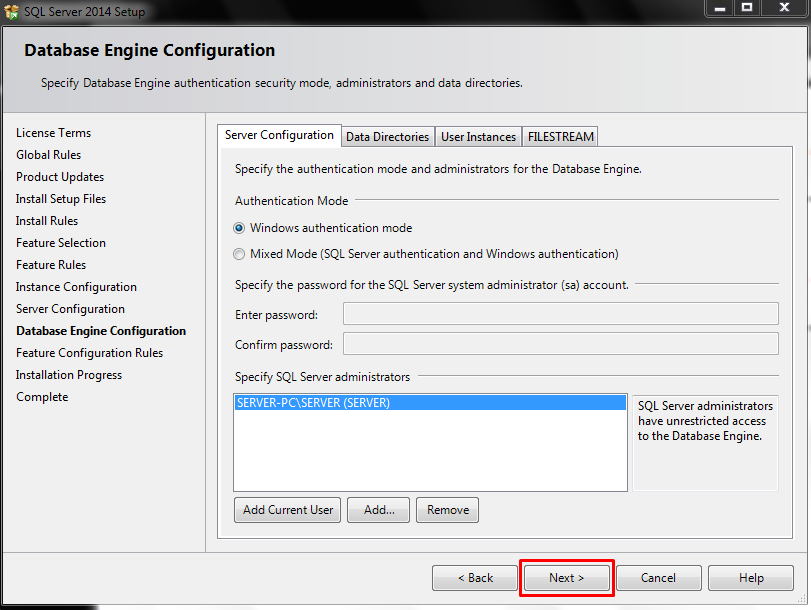 SQL Server 2014 Setup
Database Engine Configuration
Specify Database Engine authentication security mode, administrators and data directories.
License Terms
Global Rules
Product Updates
Install Setup Files
Install Rules
Feature Selection
Feature Rules
Instance Configuration
Server Configuration
Database Engine Configuration
Feature Configuration Rules
Installation Progress
Complete
Server Configuration Data Directories User Instances FILESTREAM
Specify the authentication mode and administrators for the Database Engine.
Authentication Mode
Windows authentication mode
Mixed Mode (SQL Server authentication and Windows authentication)
Specify the password for the SQL Server system administrator (sa) account.
Enter password:
Confirm password:
Specify SQL Server administrators
SERVER-PC\SERVER (SERVER)
SQL Server administrators
have unrestricted access
to the Database Engine.
Add Current User Add... Remove
< Back Next > Cancel Help